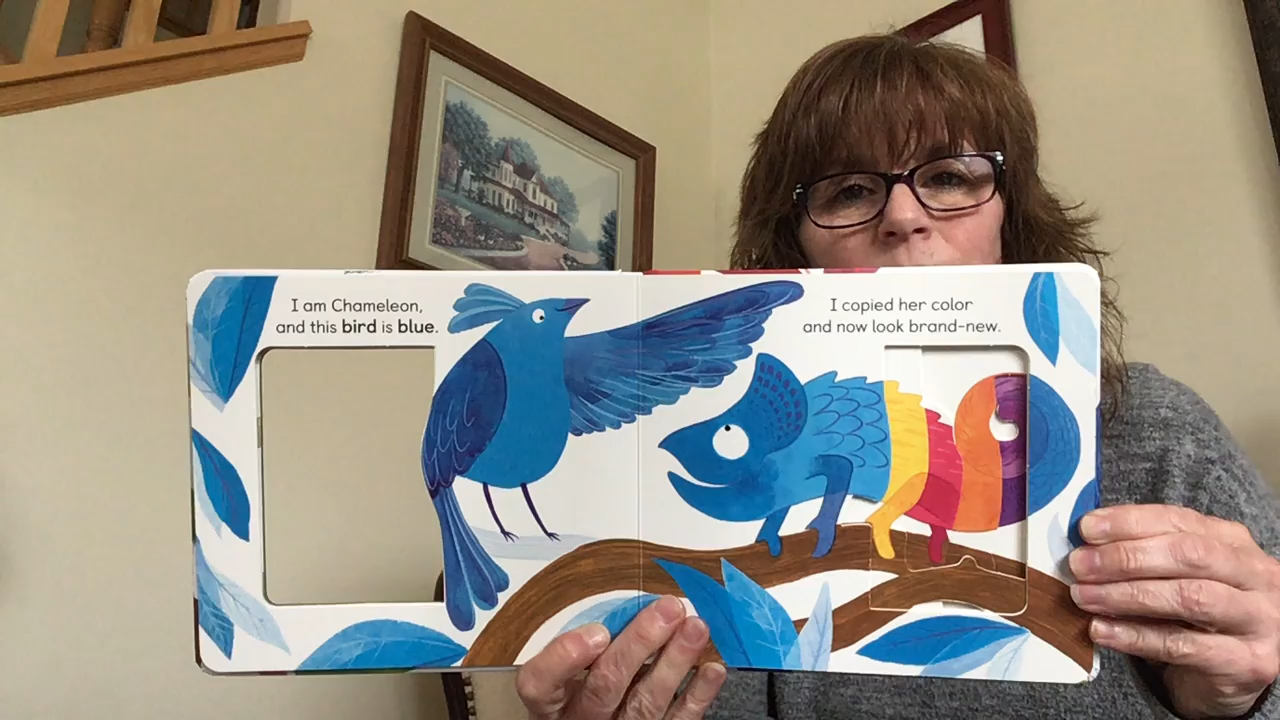 I am Chameleon,
and this bird is blue.
I copied her color
and now look brand-new.